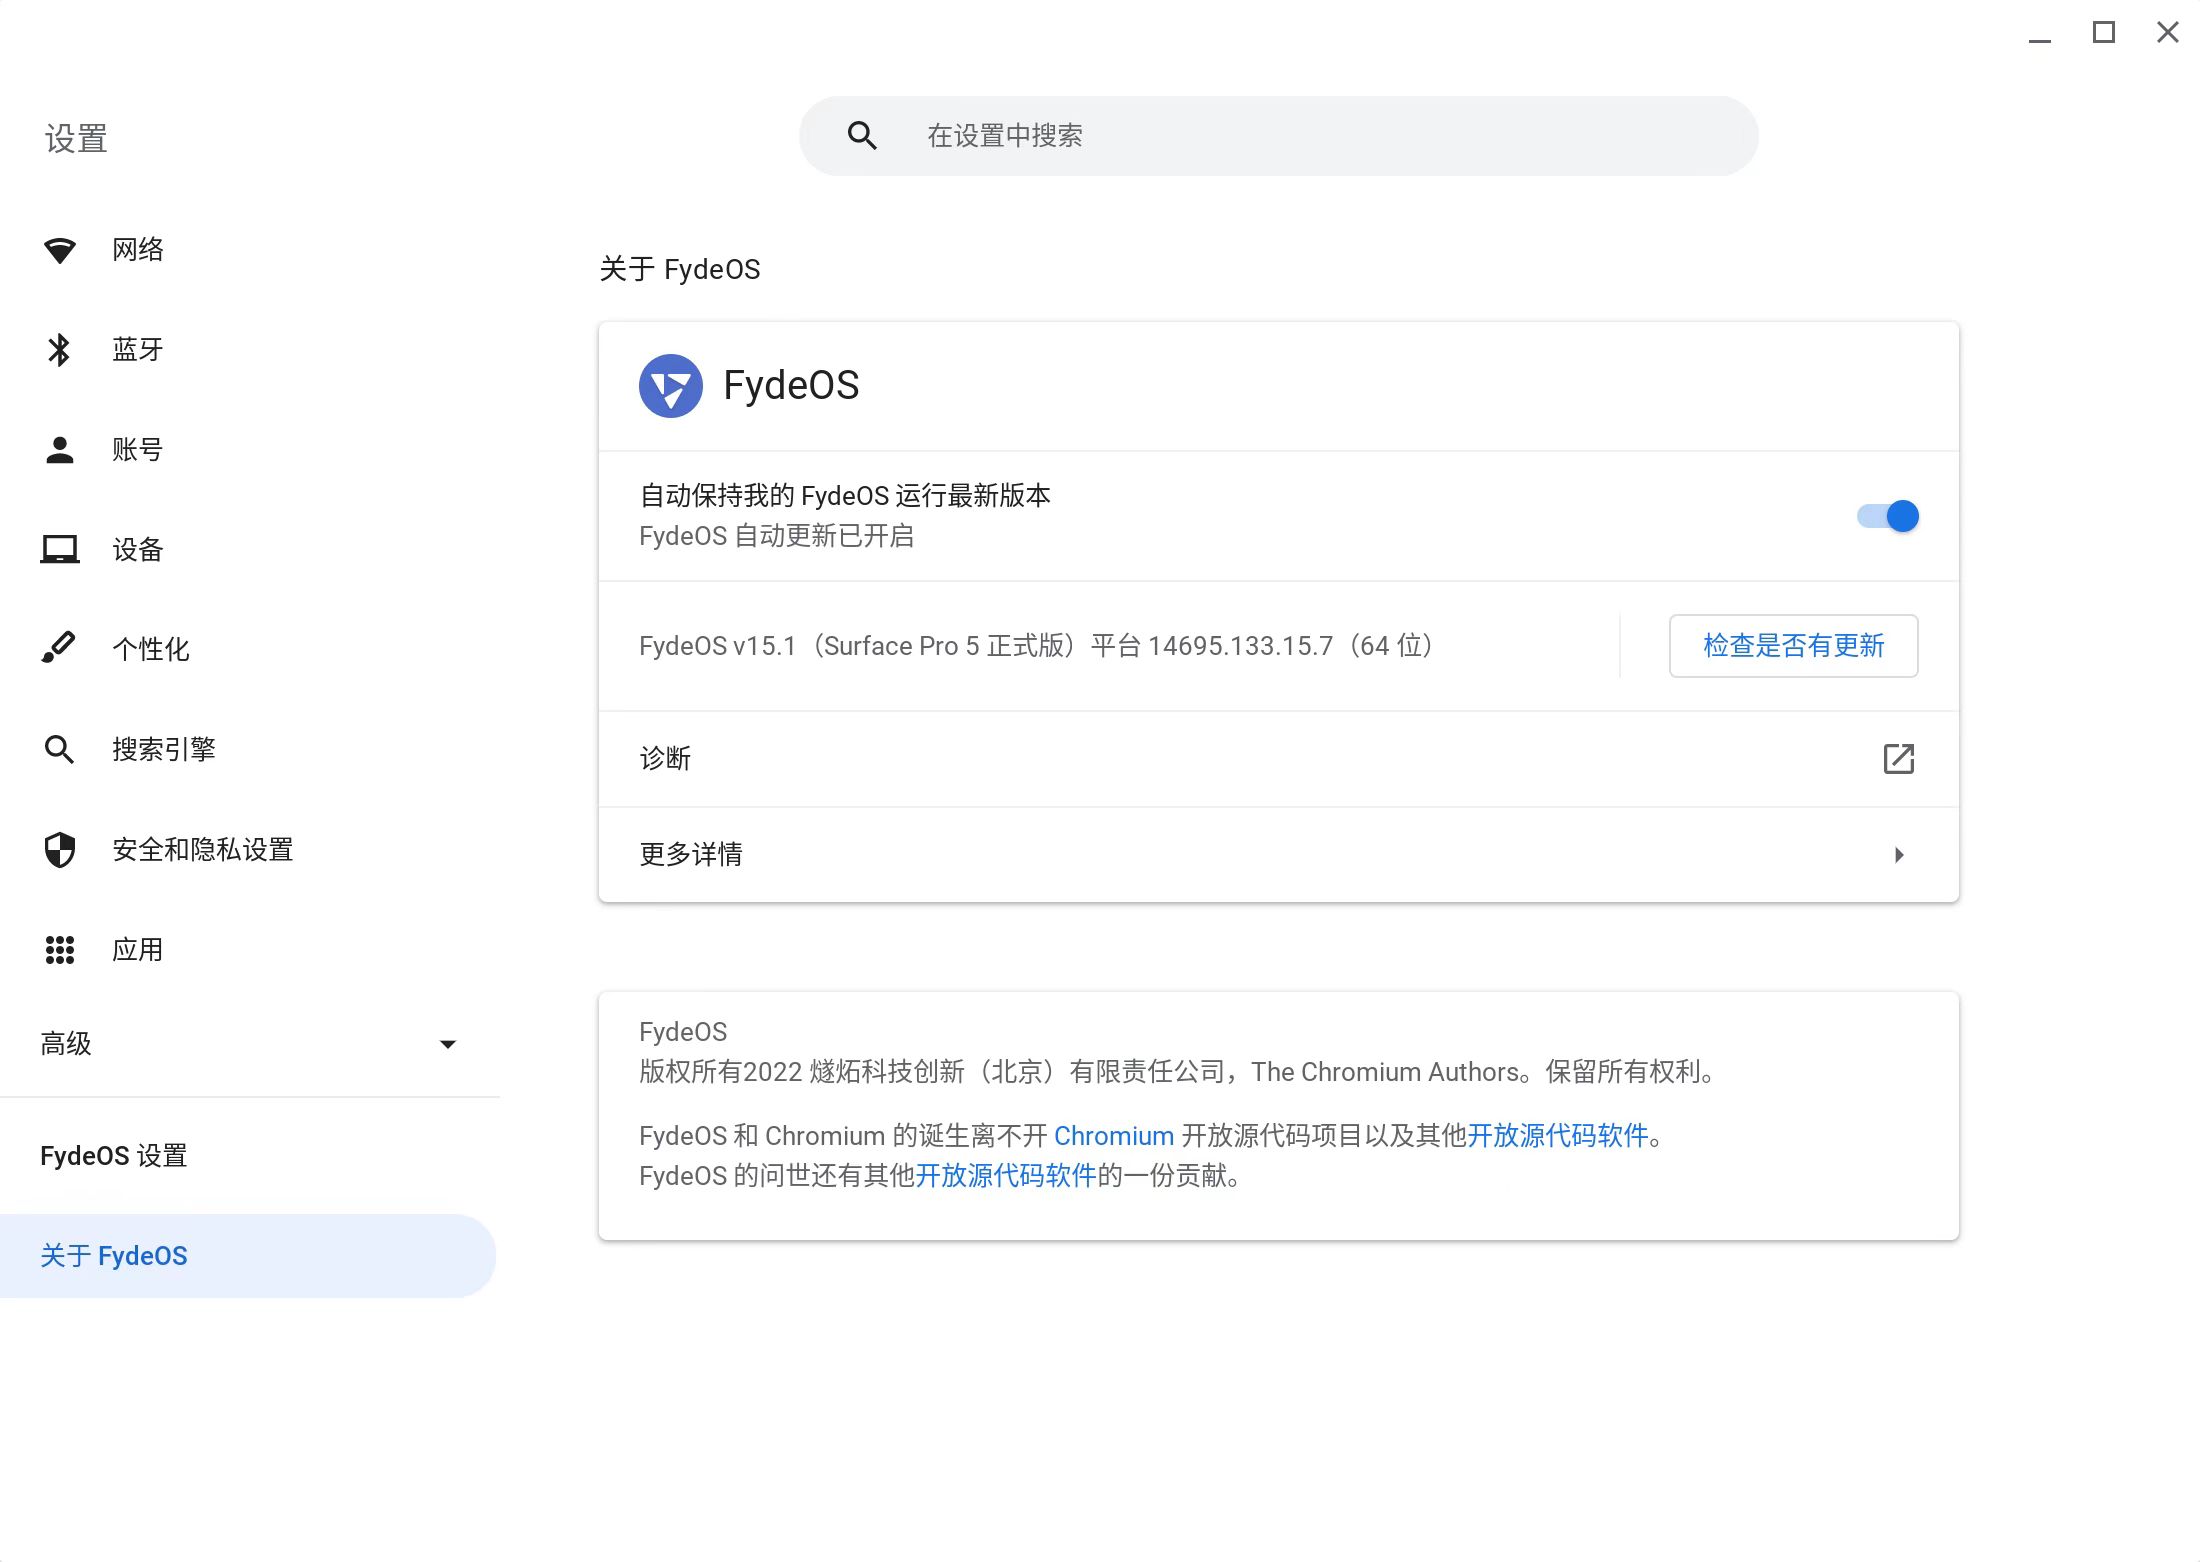 设置
在设置中搜索
网络
蓝牙
账号
设备
个性化
搜索引擎
安全和隐私设置
应用
高级
FydeOS 设置
关于 FydeOS
关于 FydeOS
FydeOS
自动保持我的 FydeOS 运行最新版本
FydeOS 自动更新已开启
FydeOS v15.1（Surface Pro 5 正式版）平台 14695.133.15.7（64 位）
检查是否有更新
诊断
更多详情
FydeOS
版权所有2022 燧炻科技创新（北京）有限责任公司，The Chromium Authors。保留所有权利。
FydeOS 和 Chromium 的诞生离不开 Chromium 开放源代码项目以及其他开放源代码软件。
FydeOS 的问世还有其他开放源代码软件的一份贡献。